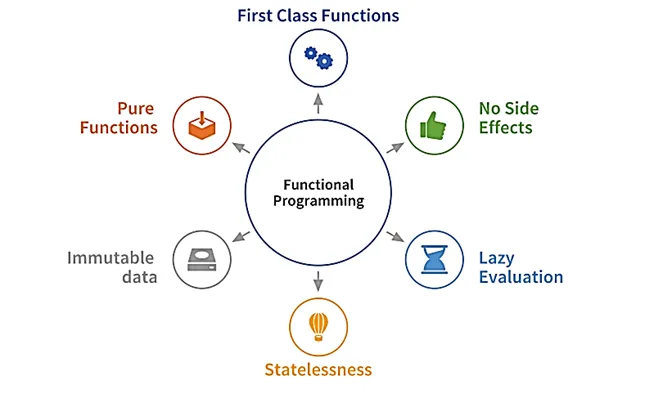 First Class Functions
Pure
Functions
No Side
Effects
Functional
Programming
Immutable
data
Lazy
Evaluation
Statelessness